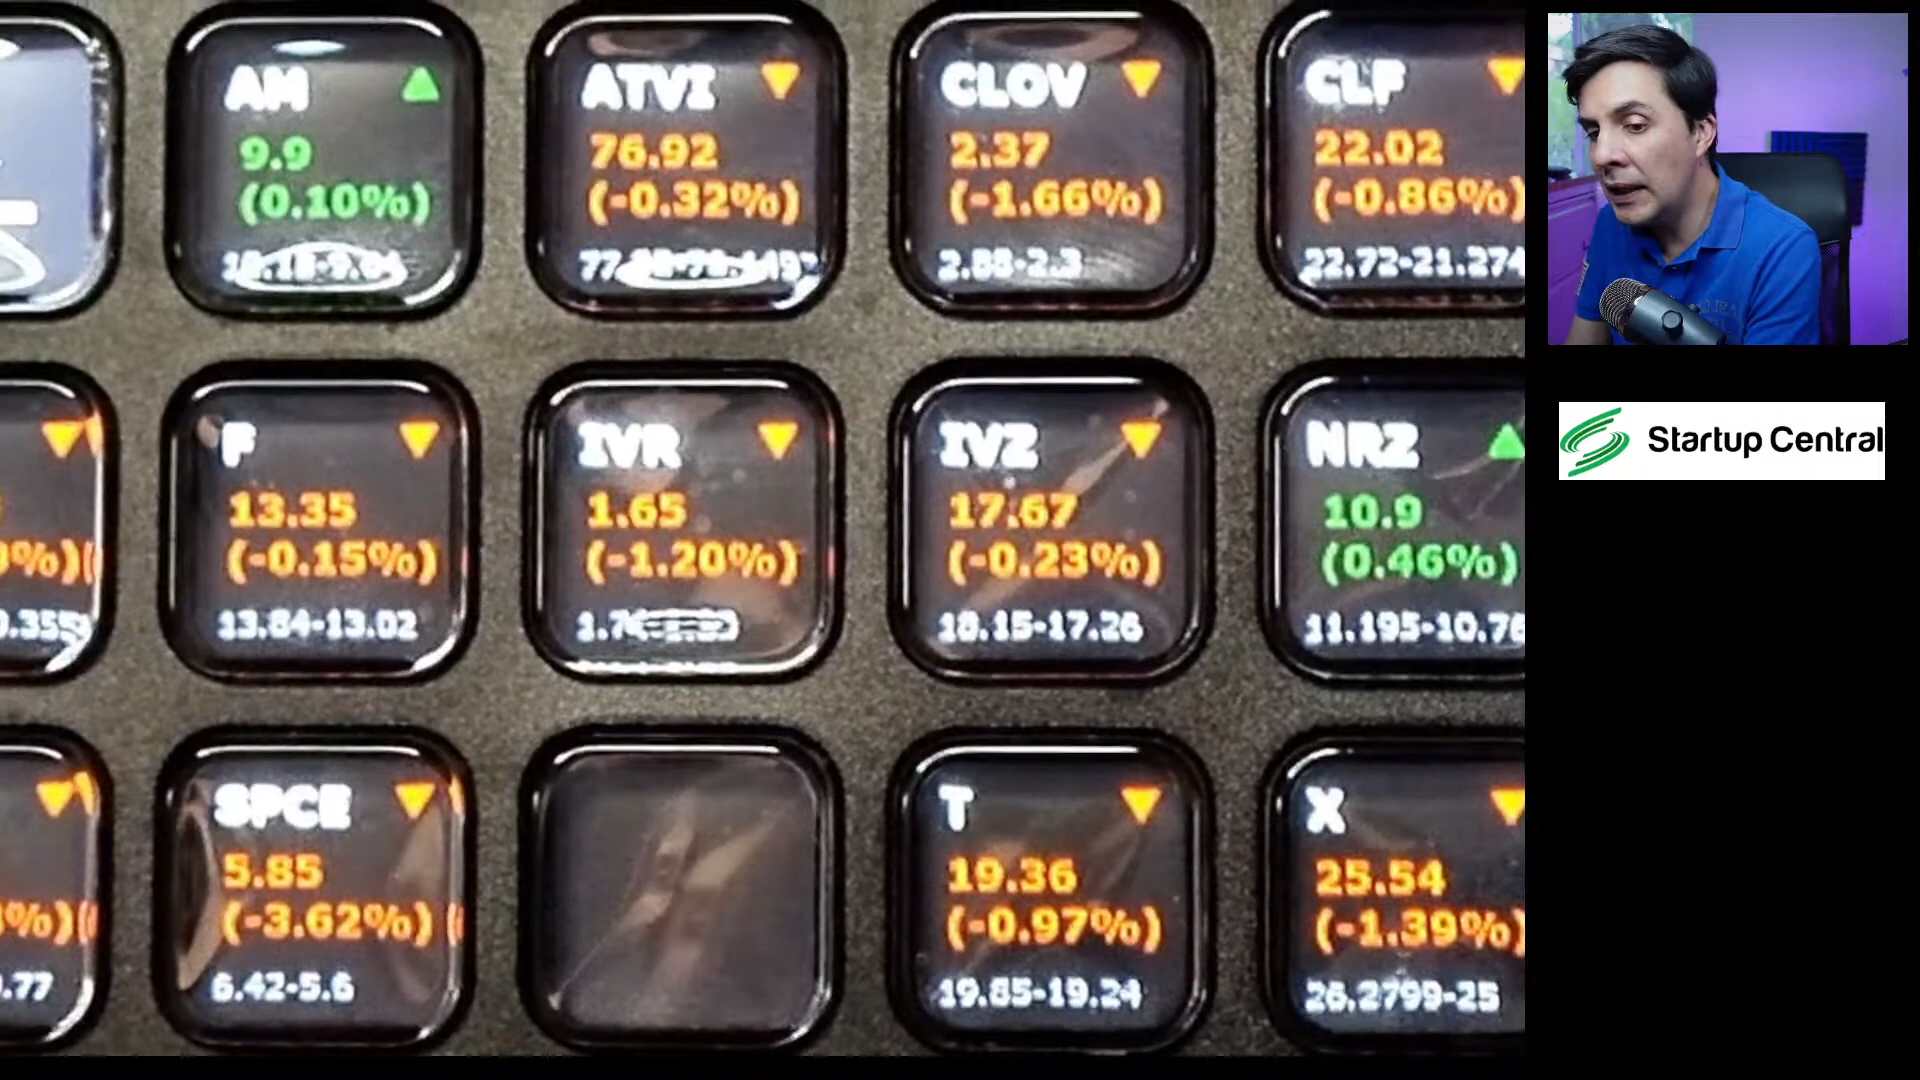 AM
9.9
(0.10%)
ATVI
76.92
(-0.32%)
CLOV
2.37
(-1.66%)
2.88-2.3
CLF
22.02
(-0.86%)
22.72-21.274
F
13.35
(-0.15%)
13.84-13.02
IVR
1.65
(-1.20%)
IVZ
17.67
(-0.23%)
18.15-17.26
NRZ
10.9
(0.46%)
11.195-10.76
SPCE
5.85
(-3.62%)
6.42-5.6
T
19.36
(-0.97%)
19.85-19.24
X
25.54
(-1.39%)
26.2799-25
Startup Central